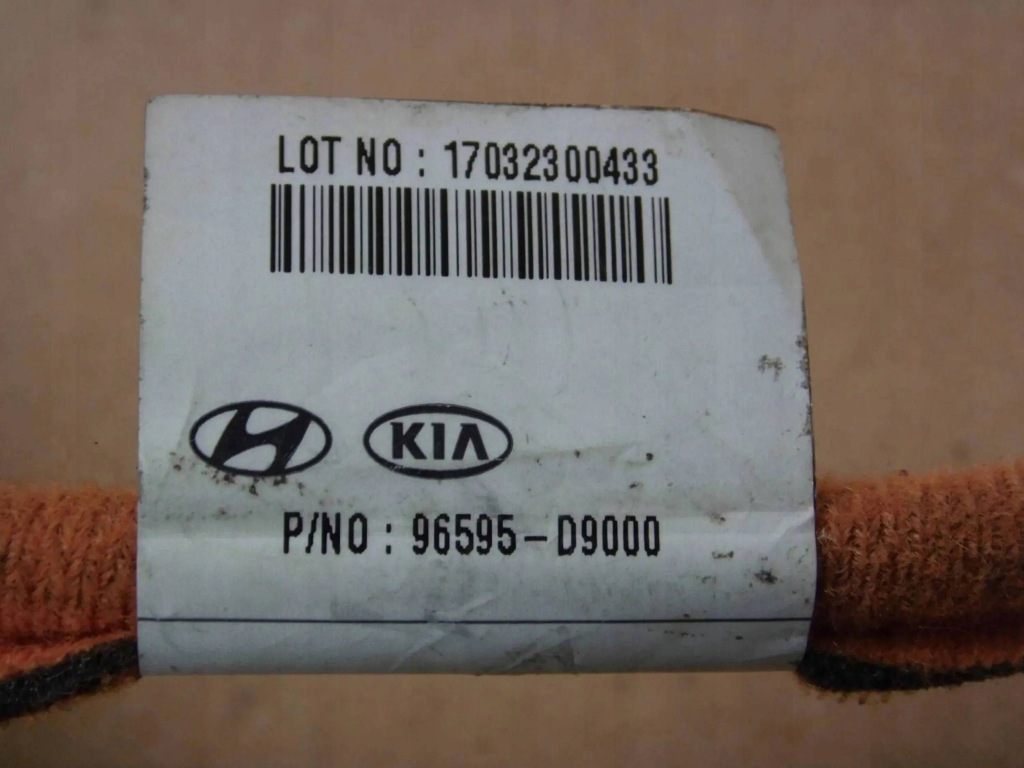 LOT NO : 17032300433
KIA
P/NO : 96595-D9000